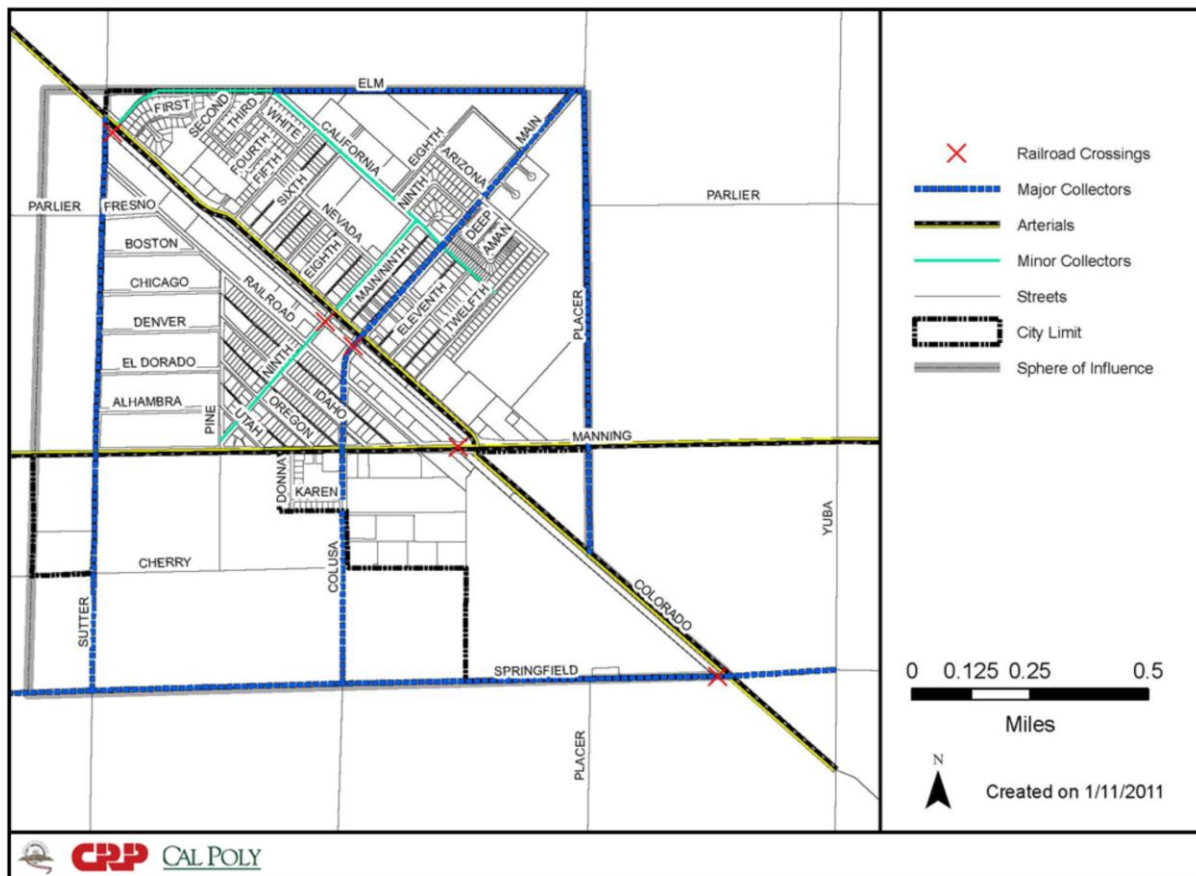 ELM
FIRST
SECOND
THIRD
WHITE
FOURTH
FIFTH
SIXTH
CALIFORNIA
EIGHTH
ARIZONA
MAIN
NINTH
DEEP
AMAN
PARLIER
FRESNO
PARLIER
NEVADA
EIGHTH
MAIN/NINTH
BOSTON
CHICAGO
RAILROAD
DENVER
ELEVENTH
TWELFTH
PLACER
EL DORADO
NINTH
IDAHO
ALHAMBRA
PINE
UTAH
OREGON
MANNING
DONNA
KAREN
YUBA
CHERRY
COLUSA
COLORADO
SUTTER
SPRINGFIELD
PLACER
Railroad Crossings
Major Collectors
Arterials
Minor Collectors
Streets
City Limit
Sphere of Influence
0 0.125 0.25 0.5
Miles
N
Created on 1/11/2011
CRP
CAL POLY